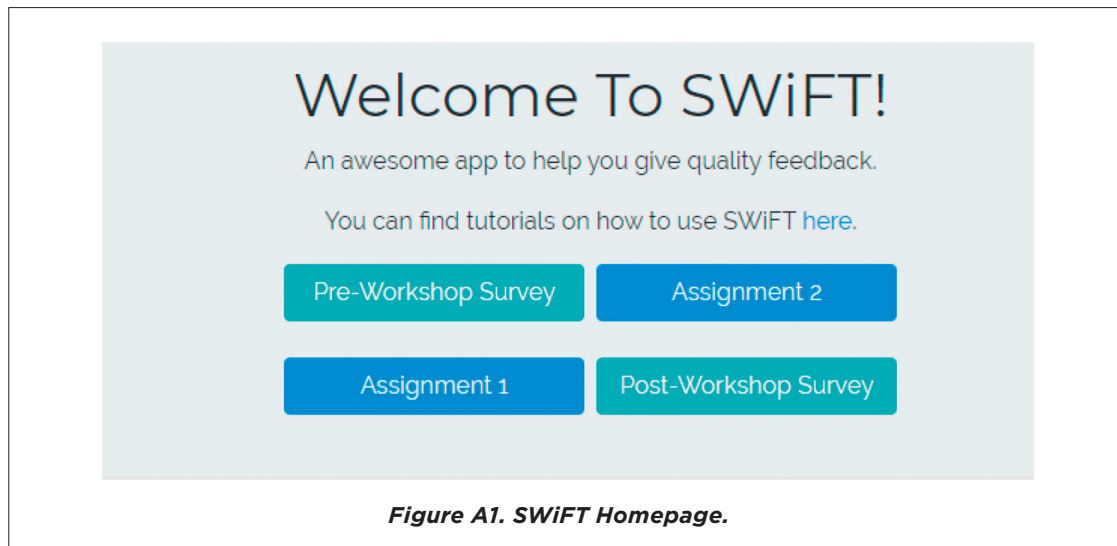 Welcome To SWiFT!
An awesome app to help you give quality feedback.
You can find tutorials on how to use SWiFT here.
Pre-Workshop Survey
Assignment 2
Assignment 1
Post-Workshop Survey
Figure A1. SWiFT Homepage.